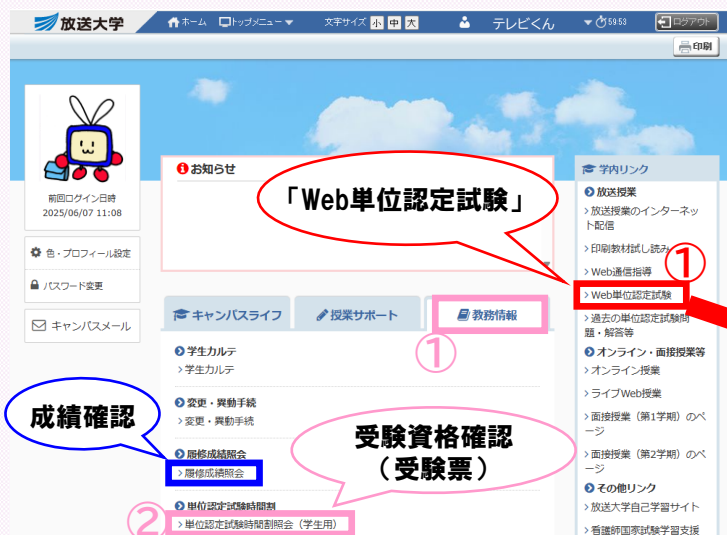 放送大学
ホーム トップメニュー 文字サイズ 小 中 大 テレビくん 59:53 ログアウト
印刷
前回ログイン日時
2025/06/07 11:08
色・プロフィール設定
パスワード変更
キャンパスメール
お知らせ
「Web単位認定試験」
キャンパスライフ 授業サポート 教務情報
①
学生カルテ
>学生カルテ
変更・異動手続
>変更・異動手続
成績確認
履修成績照会
>履修成績照会
受験資格確認
(受験票)
単位認定試験時間割
②
>単位認定試験時間割照会（学生用）
学内リンク
放送授業
>放送授業のインターネッ
ト配信
>印刷教材試し読み
①
>Web通信指導
>Web単位認定試験
>過去の単位認定試験問
題・解答等
オンライン・面接授業等
>オンライン授業
>ライブWeb授業
>面接授業（第1学期）のペ
ージ
>面接授業（第2学期）のペ
ージ
その他リンク
>放送大学自己学習サイト
>看護師国家試験学習支援